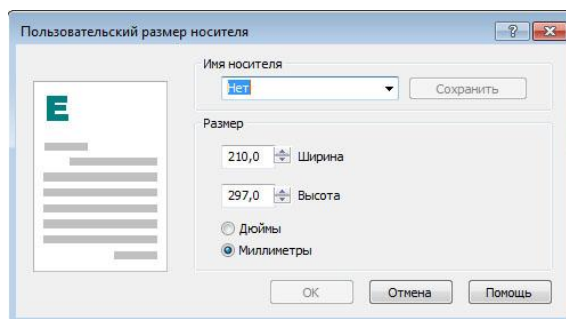 Пользовательский размер носителя
Имя носителя
Нет
Сохранить
E
Размер
210,0 Ширина
297,0 Высота
Дюймы
Миллиметры
OK Отмена Помощь